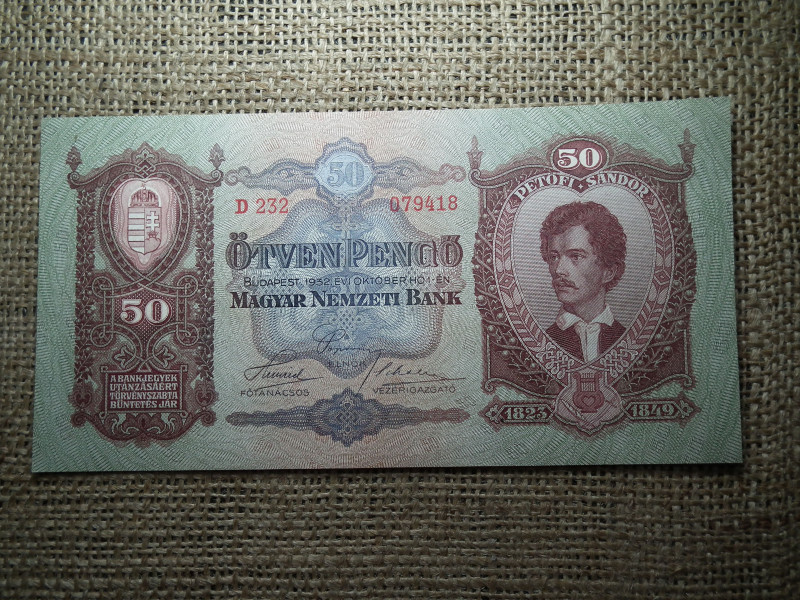 50
A BANKJEGYEK
UTÁNZÁSÁÉRT
TÖRVÉNYSZABTA
BÜNTETÉS JÁR
50
D 232 079418
ÖTVEN PENGŐ
BUDAPEST, 1932. ÉVI OKTÓBER HÓ 1-ÉN
MAGYAR NEMZETI BANK
ELNÖK
FŐTANÁCSOS VEZÉRIGAZGATÓ
50
PETŐFI SÁNDOR
1823 1849